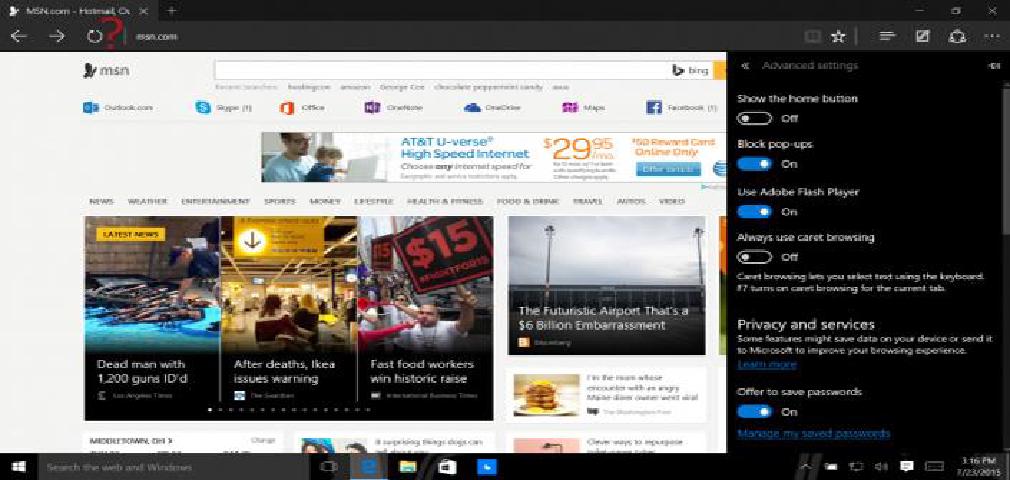 MSN.com - Hotmail, Ou
?
msn.com
msn
bing
Recent Searches: hostingcon amazon George Cox chocolate peppermint candy asus
Outlook.com
Skype (1)
Office
OneNote
OneDrive
Maps
Facebook (1)
AT&T U-verse®
High Speed Internet
Choose any internet speed for
Geographic and service restrictions apply.
$29.95/mo.
$50 Reward Card
Online Only
Offer details
NEWS WEATHER ENTERTAINMENT SPORTS MONEY LIFESTYLE HEALTH & FITNESS FOOD & DRINK TRAVEL AUTOS VIDEO
LATEST NEWS
$15
#FIGHTFOR15
Dead man with
1,200 guns ID'd
Los Angeles Times
After deaths, Ikea
issues warning
The Guardian
Fast food workers
win historic raise
International Business Times
The Futuristic Airport That's a
$6 Billion Embarrassment
Bloomberg
I'm the mom whose
encounter with an angry
Maine diner owner went viral
The Washington Post
MIDDLETOWN, OH >
Change
8 surprising things dogs can
tell about you
Clever ways to repurpose
Advanced settings
Show the home button
Off
Block pop-ups
On
Use Adobe Flash Player
On
Always use caret browsing
Off
Caret browsing lets you select text using the keyboard.
F7 turns on caret browsing for the current tab.
Privacy and services
Some features might save data on your device or send it
to Microsoft to improve your browsing experience.
Learn more
Offer to save passwords
On
Manage my saved passwords
Search the web and Windows
3:16 PM
7/23/2015